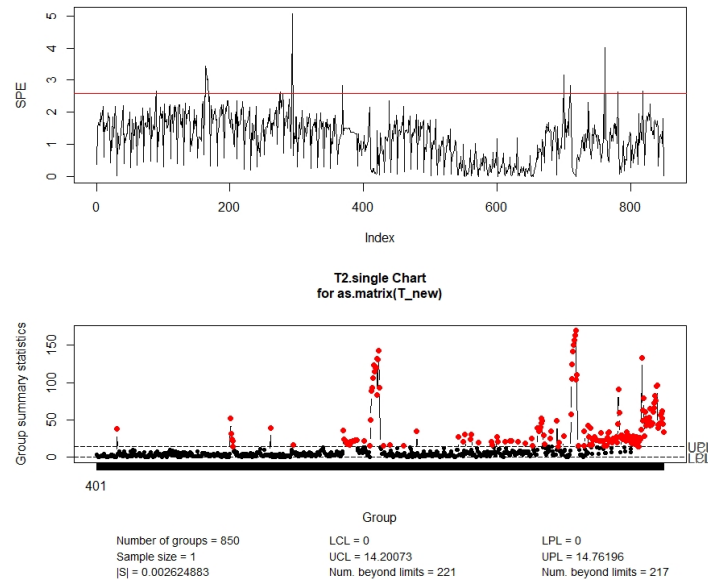 5
4
3
2
1
0
SPE
0
200
400
600
800
Index
T2.single Chart
for as.matrix(T_new)
150
100
50
0
Group summary statistics
401
Group
Number of groups = 850
LCL = 0
LPL = 0
Sample size = 1
UCL = 14.20073
UPL = 14.76196
|S| = 0.002624883
Num. beyond limits = 221
Num. beyond limits = 217